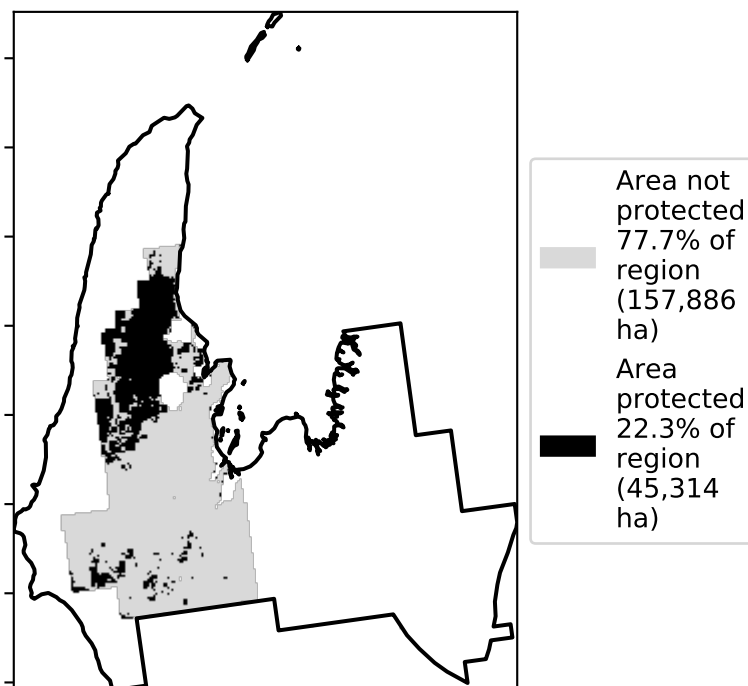 Area not
protected
77.7% of
region
(157,886
ha)
Area
protected
22.3% of
region
(45,314
ha)